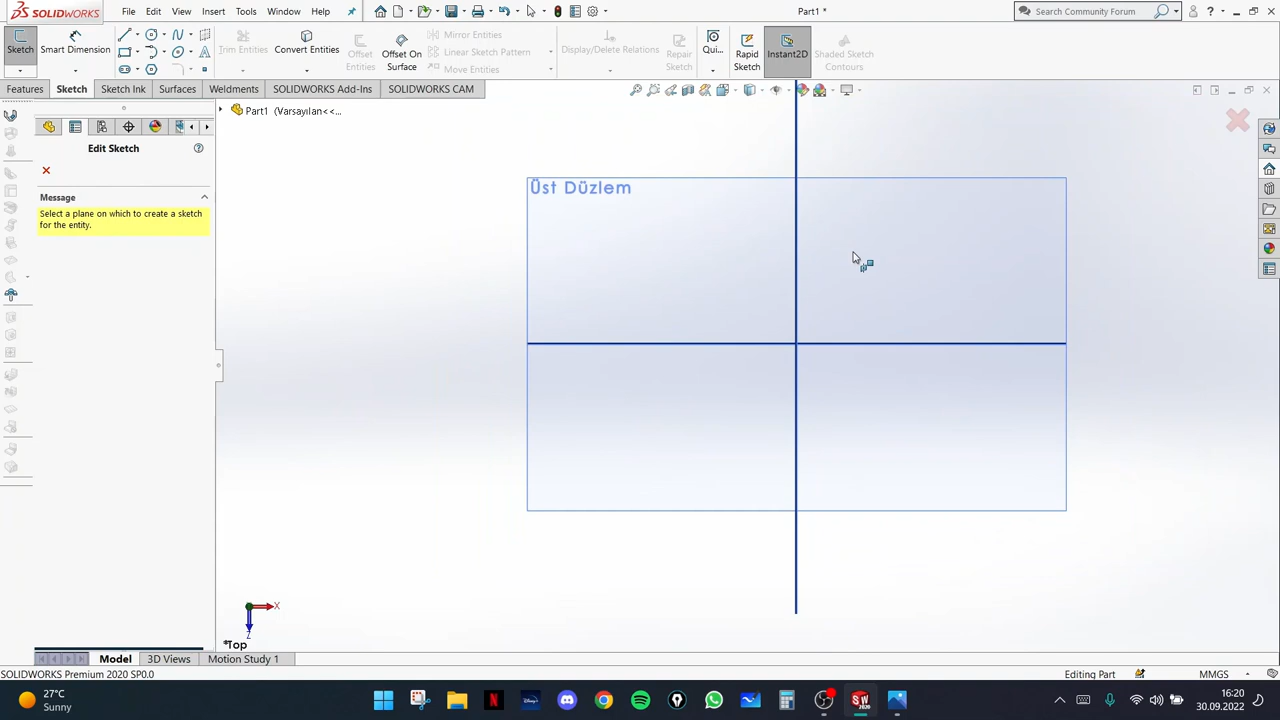 SOLIDWORKS
File
Edit
View
Insert
Tools
Window
Help
Part1 *
Search Community Forum
Sketch
Smart Dimension
Trim Entities
Convert Entities
Offset Entities
Offset On Surface
Mirror Entities
Linear Sketch Pattern
Move Entities
Display/Delete Relations
Repair Sketch
Qui...
Rapid Sketch
Instant2D
Shaded Sketch Contours
Features
Sketch
Sketch Ink
Surfaces
Weldments
SOLIDWORKS Add-Ins
SOLIDWORKS CAM
Part1 (Varsayılan<<...
Edit Sketch
Message
Select a plane on which to create a sketch
for the entity.
Üst Düzlem
X
Z
*Top
Model
3D Views
Motion Study 1
SOLIDWORKS Premium 2020 SP0.0
Editing Part
MMGS
27°C
Sunny
16:20
30.09.2022